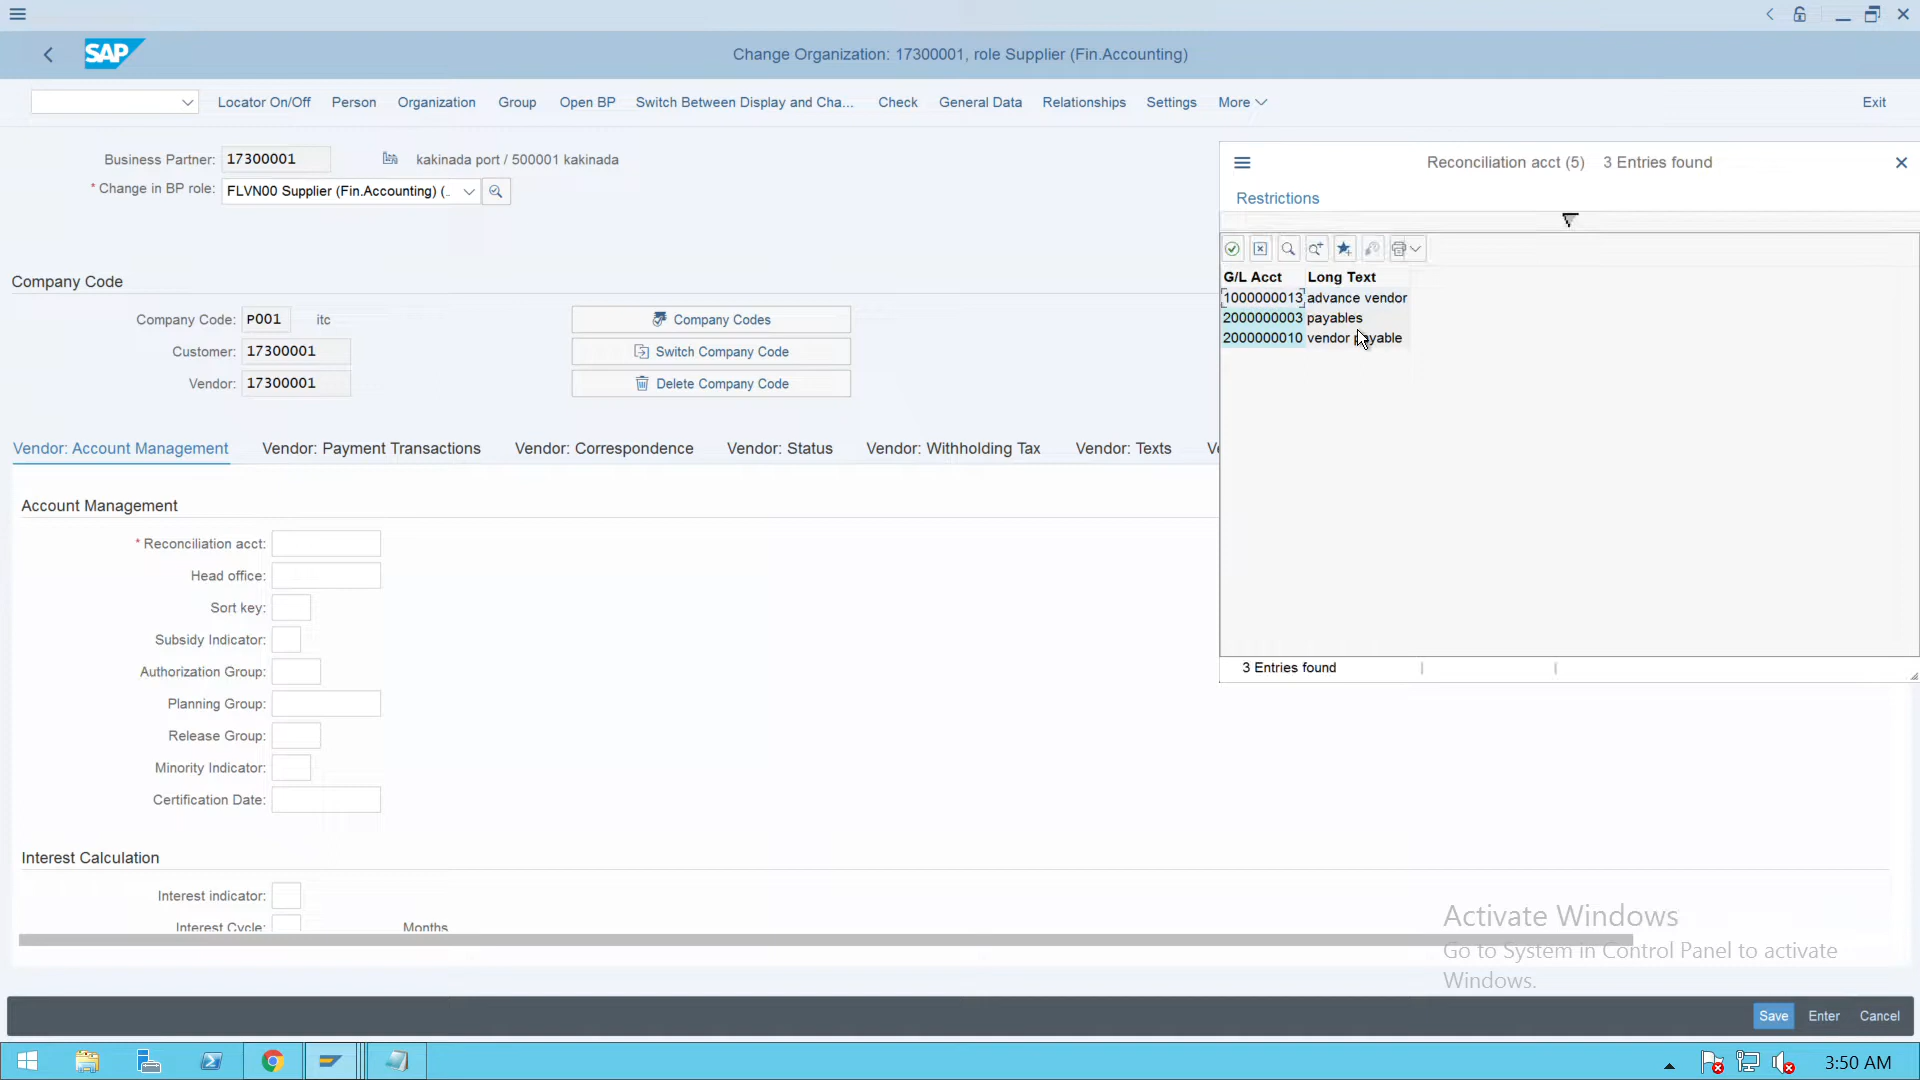 SAP
Change Organization: 17300001, role Supplier (Fin.Accounting)
Locator On/Off Person Organization Group Open BP Switch Between Display and Cha... Check General Data Relationships Settings More Exit
Business Partner: 17300001 kakinada port / 500001 kakinada
* Change in BP role: FLVN00 Supplier (Fin.Accounting) (..
Company Code
Company Code: P001 itc Company Codes
Customer: 17300001 Switch Company Code
Vendor: 17300001 Delete Company Code
Vendor: Account Management Vendor: Payment Transactions Vendor: Correspondence Vendor: Status Vendor: Withholding Tax Vendor: Texts
Account Management
* Reconciliation acct:
Head office:
Sort key:
Subsidy Indicator:
Authorization Group:
Planning Group:
Release Group:
Minority Indicator:
Certification Date:
Interest Calculation
Interest indicator:
Interest Cycle: Months
Reconciliation acct (5) 3 Entries found
Restrictions
G/L Acct Long Text
1000000013 advance vendor
2000000003 payables
2000000010 vendor payable
3 Entries found
Activate Windows
Go to System in Control Panel to activate
Windows.
Save Enter Cancel
3:50 AM